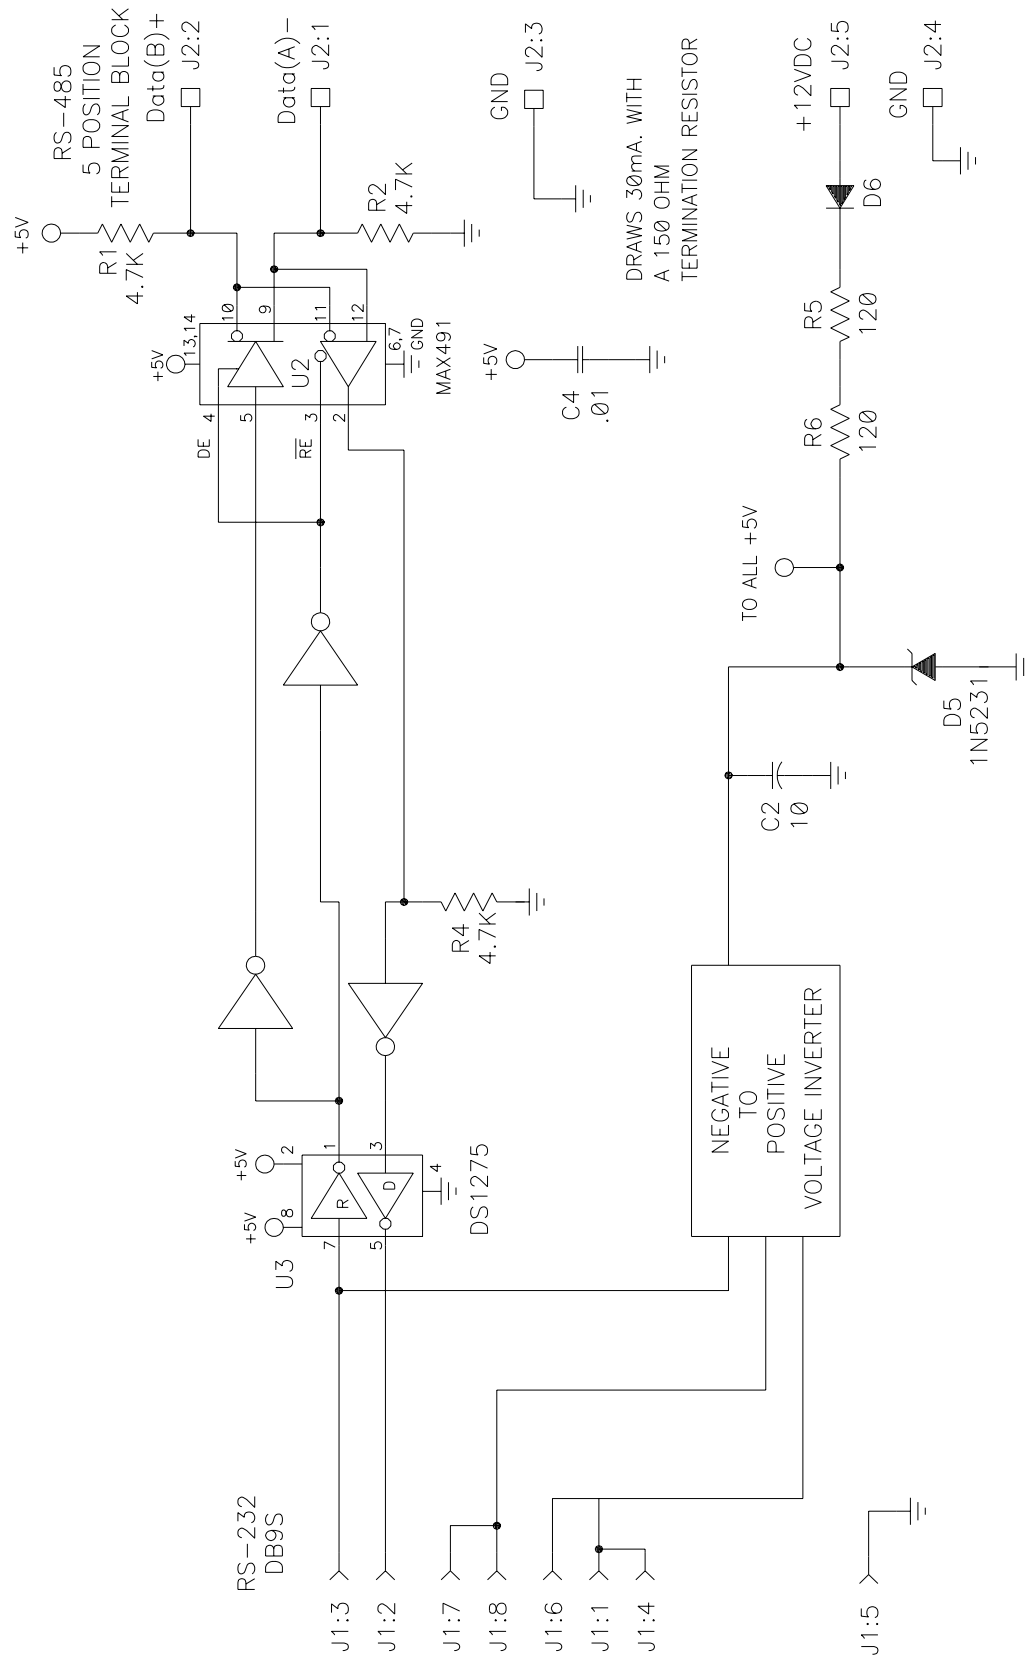 RS-232
DB9S
J1:3
J1:2
J1:7
J1:8
J1:6
J1:1
J1:4
J1:5
U3
+5V
8
+5V
2
7
5
R
D
1
3
4
DS1275
NEGATIVE
TO
POSITIVE
VOLTAGE INVERTER
R4
4.7K
C2
10
D5
1N5231
TO ALL +5V
R6
120
R5
120
D6
DE
RE
4
5
3
2
+5V
13,14
U2
10
9
11
12
6,7
GND
MAX491
+5V
R1
4.7K
R2
4.7K
+5V
C4
.01
RS-485
5 POSITION
TERMINAL BLOCK
Data(B)+
J2:2
Data(A)-
J2:1
GND
J2:3
DRAWS 30mA. WITH
A 150 OHM
TERMINATION RESISTOR
+12VDC
J2:5
GND
J2:4